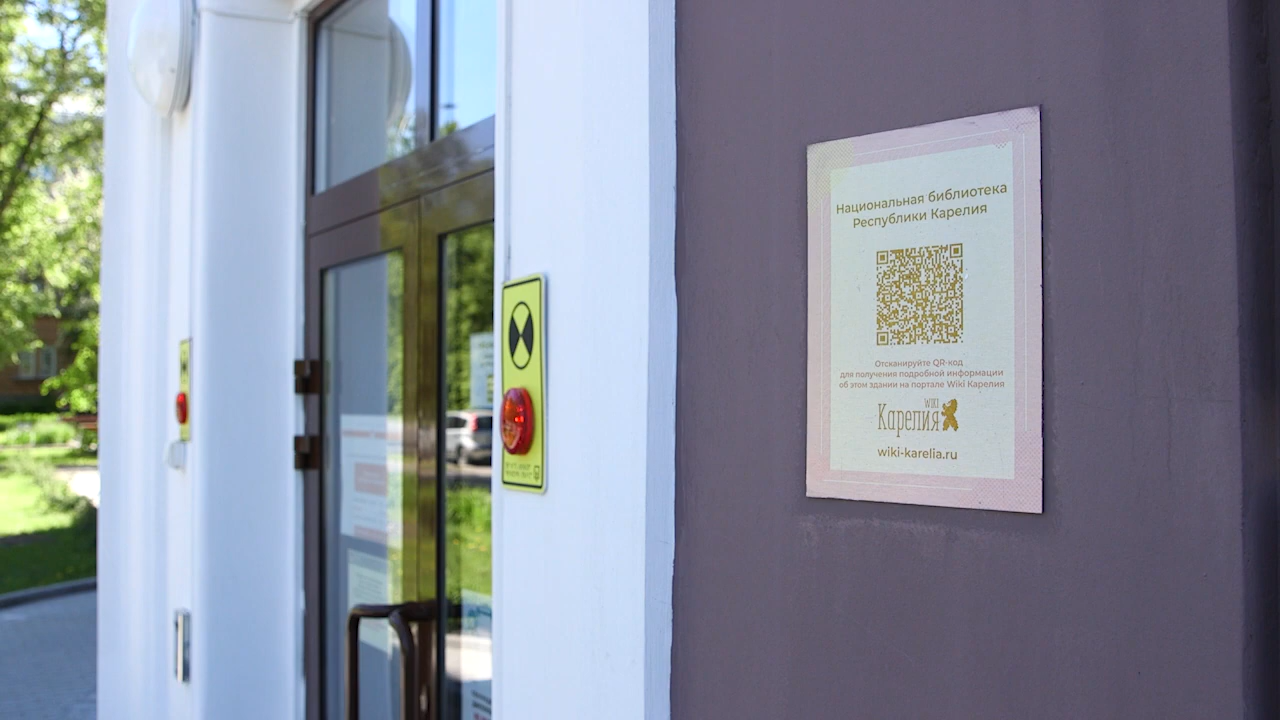 Национальная библиотека
Республики Карелия
Отсканируйте QR-код
для получения подробной информации
об этом здании на портале Wiki Карелия
WIKI
Карелия
wiki-karelia.ru